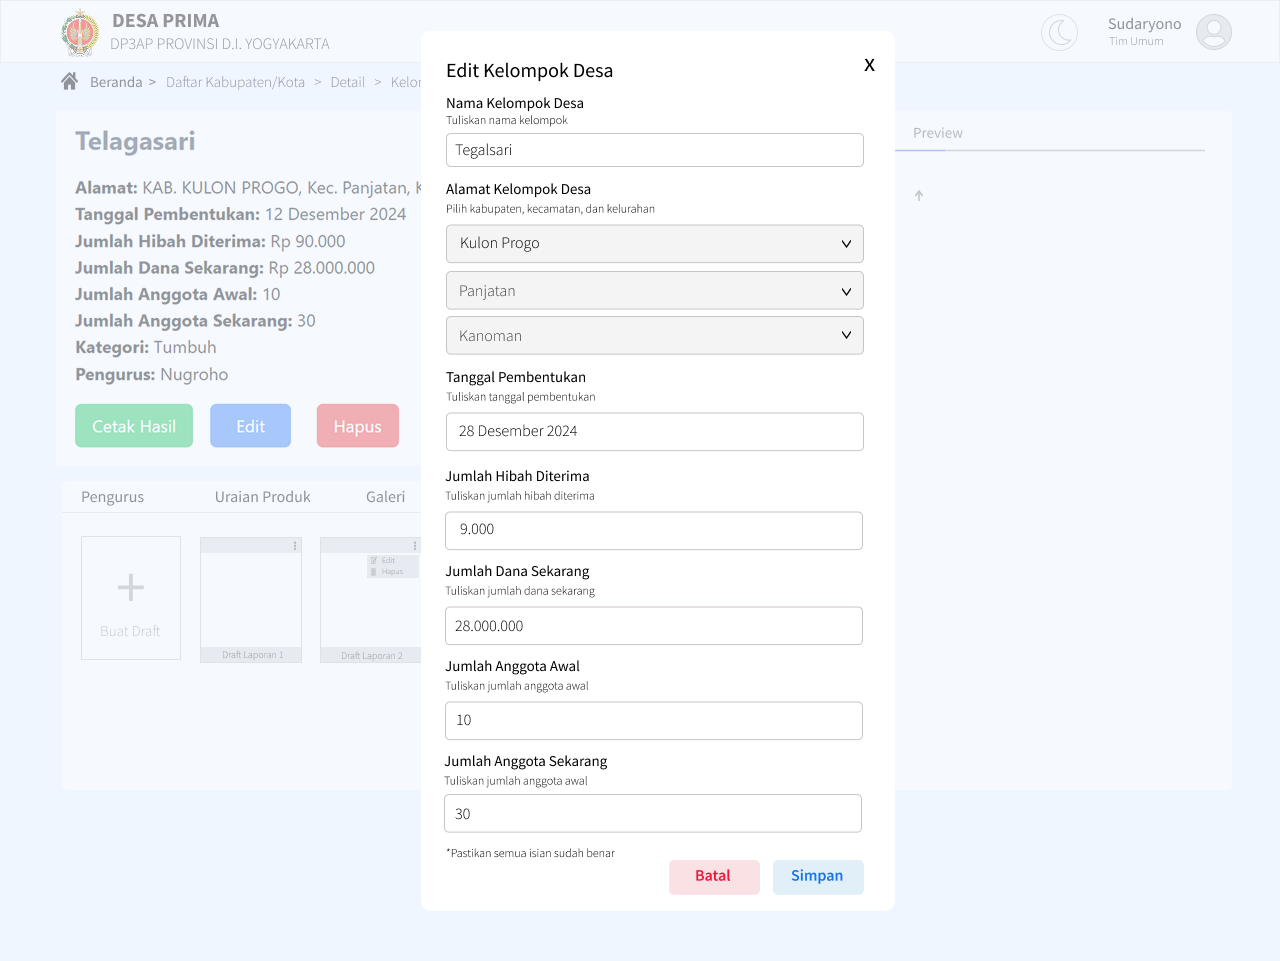 DESA PRIMA
DP3AP PROVINSI D.I. YOGYAKARTA
Sudaryono
Tim Umum
Beranda > Daftar Kabupaten/Kota > Detail > Kelon
Telagasari
Alamat: KAB. KULON PROGO, Kec. Panjatan,
Tanggal Pembentukan: 12 Desember 2024
Jumlah Hibah Diterima: Rp 90.000
Jumlah Dana Sekarang: Rp 28.000.000
Jumlah Anggota Awal: 10
Jumlah Anggota Sekarang: 30
Kategori: Tumbuh
Pengurus: Nugroho
Cetak Hasil
Edit
Hapus
Pengurus
Uraian Produk
Galeri
Buat Draft
Draft Laporan 1
Edit
Hapus
Draft Laporan 2
Preview
Edit Kelompok Desa
X
Nama Kelompok Desa
Tuliskan nama kelompok
Tegalsari
Alamat Kelompok Desa
Pilih kabupaten, kecamatan, dan kelurahan
Kulon Progo
Panjatan
Kanoman
Tanggal Pembentukan
Tuliskan tanggal pembentukan
28 Desember 2024
Jumlah Hibah Diterima
Tuliskan jumlah hibah diterima
9.000
Jumlah Dana Sekarang
Tuliskan jumlah dana sekarang
28.000.000
Jumlah Anggota Awal
Tuliskan jumlah anggota awal
10
Jumlah Anggota Sekarang
Tuliskan jumlah anggota awal
30
*Pastikan semua isian sudah benar
Batal
Simpan